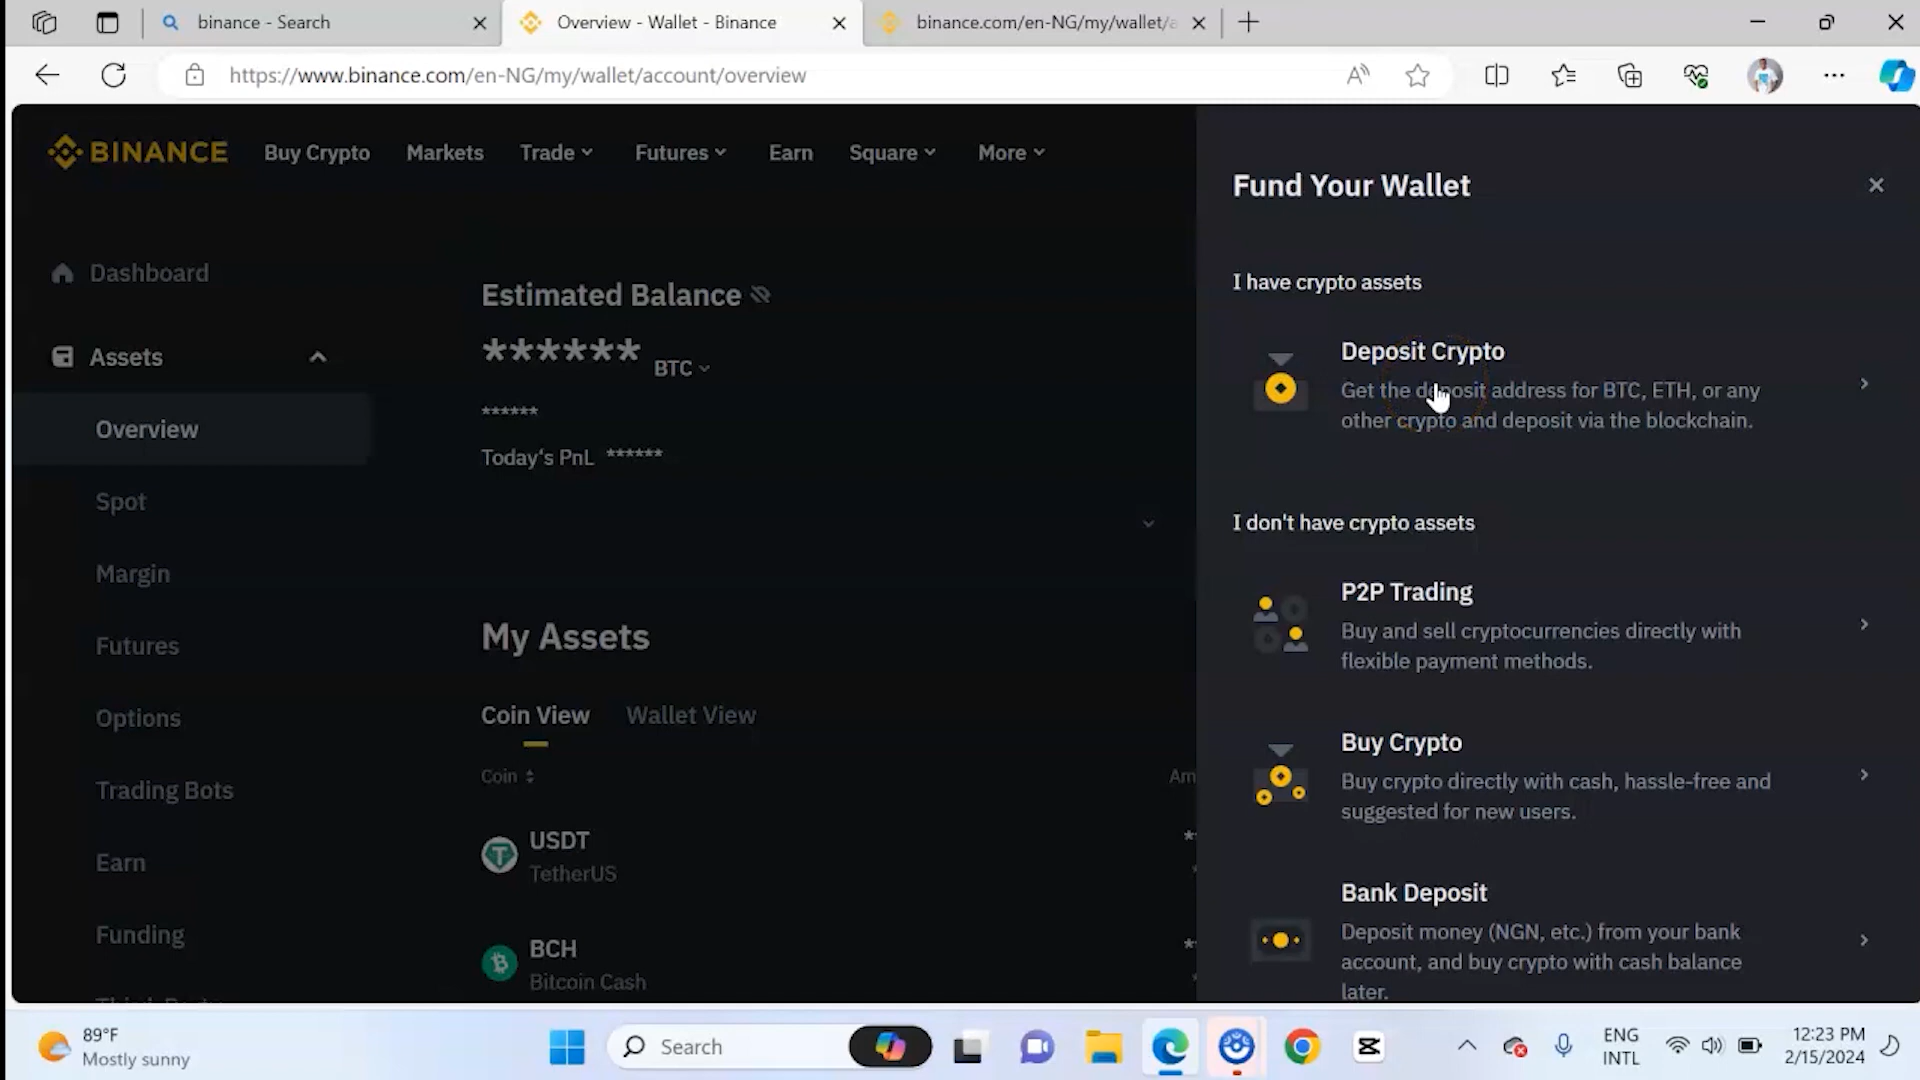 binance - Search
Overview - Wallet - Binance
binance.com/en-NG/my/wallet/a
https://www.binance.com/en-NG/my/wallet/account/overview
BINANCE
Buy Crypto
Markets
Trade
Futures
Earn
Square
More
Dashboard
Assets
Overview
Spot
Margin
Futures
Options
Trading Bots
Earn
Funding
Estimated Balance
****** BTC
******
Today's PnL ******
My Assets
Coin View
Wallet View
Coin
Am
USDT
TetherUS
**
BCH
Bitcoin Cash
**
Fund Your Wallet
I have crypto assets
Deposit Crypto
Get the deposit address for BTC, ETH, or any
other crypto and deposit via the blockchain.
I don't have crypto assets
P2P Trading
Buy and sell cryptocurrencies directly with
flexible payment methods.
Buy Crypto
Buy crypto directly with cash, hassle-free and
suggested for new users.
Bank Deposit
Deposit money (NGN, etc.) from your bank
account, and buy crypto with cash balance
later.
89°F
Mostly sunny
Search
ENG
INTL
12:23 PM
2/15/2024